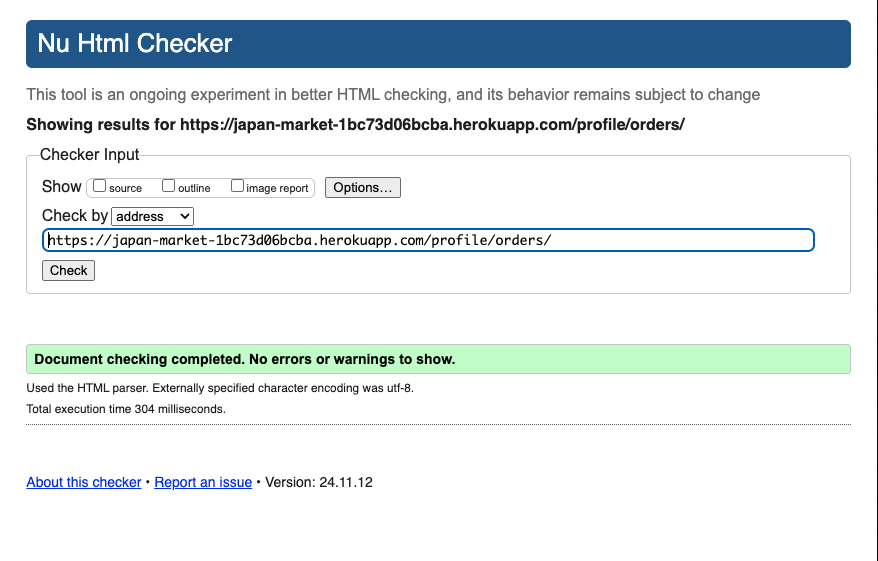 Nu Html Checker
This tool is an ongoing experiment in better HTML checking, and its behavior remains subject to change
Showing results for https://japan-market-1bc73d06bcba.herokuapp.com/profile/orders/
Checker Input
Show source outline image report Options...
Check by address
https://japan-market-1bc73d06bcba.herokuapp.com/profile/orders/
Check
Document checking completed. No errors or warnings to show.
Used the HTML parser. Externally specified character encoding was utf-8.
Total execution time 304 milliseconds.
About this checker • Report an issue • Version: 24.11.12